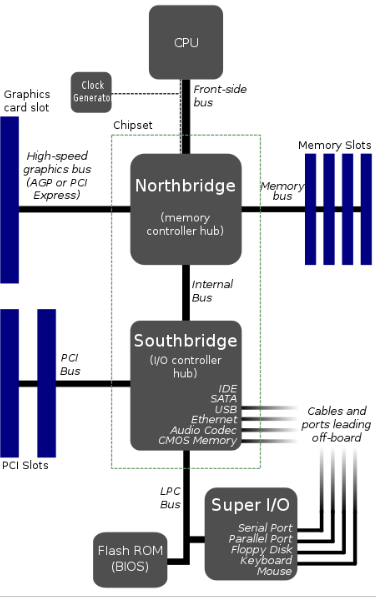 CPU
Clock
Generator
Front-side
bus
Graphics
card slot
Chipset
High-speed
graphics bus
(AGP or PCI
Express)
Northbridge
(memory
controller hub)
Memory Slots
Memory
bus
Internal
Bus
Southbridge
(I/O controller
hub)
PCI
Bus
IDE
SATA
USB
Ethernet
Audio Codec
CMOS Memory
Cables and
ports leading
off-board
PCI Slots
LPC
Bus
Super I/O
Serial Port
Parallel Port
Floppy Disk
Keyboard
Mouse
Flash ROM
(BIOS)